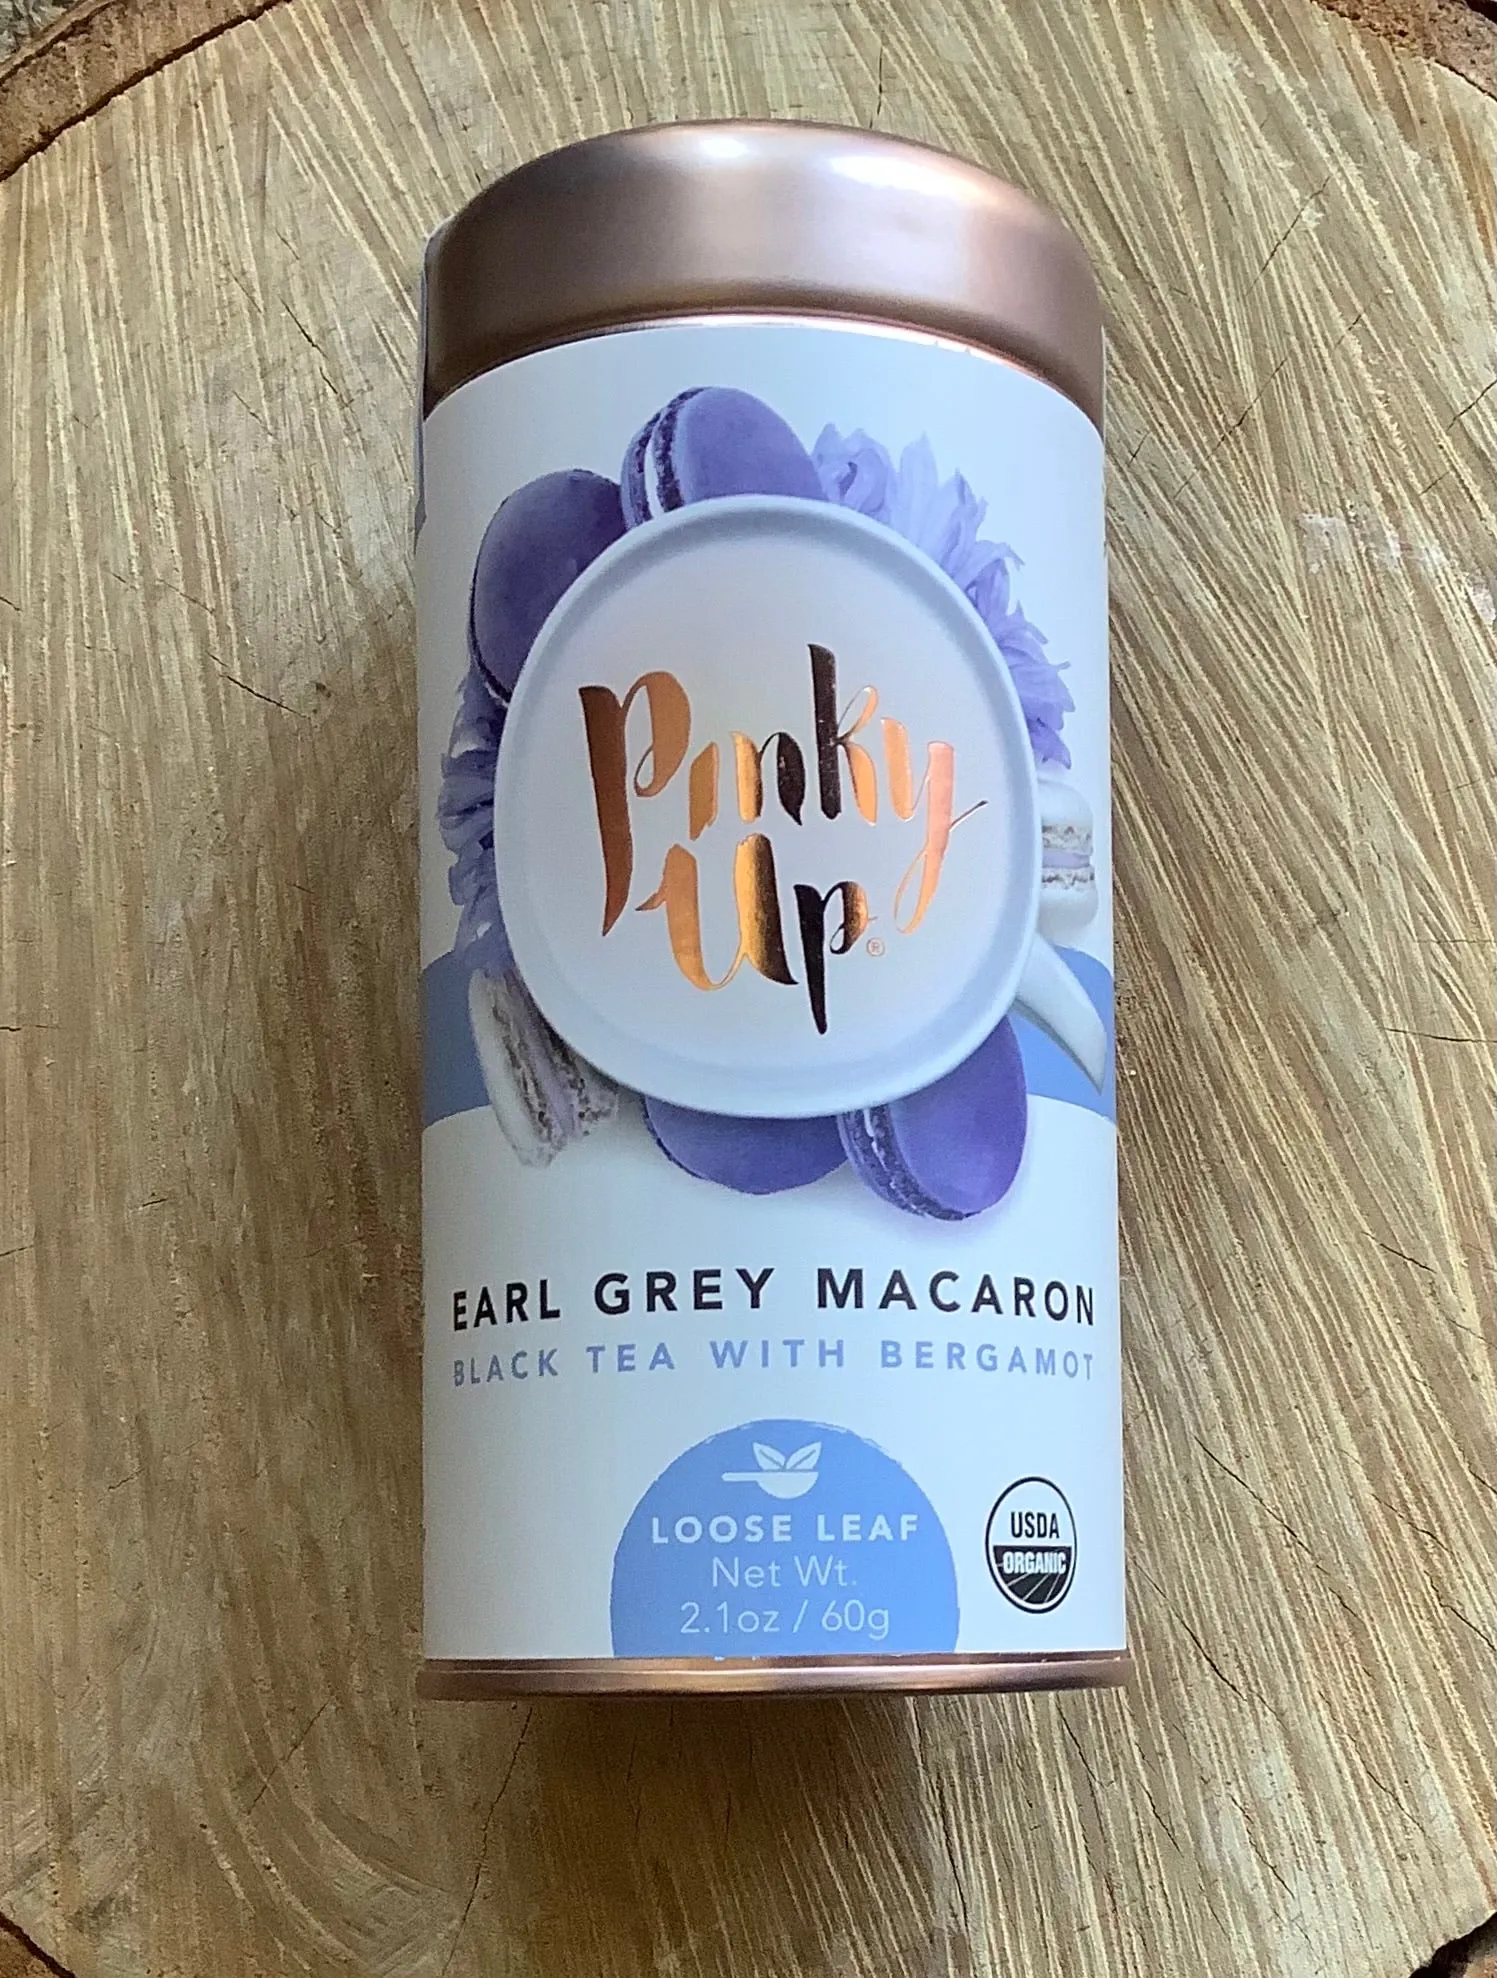 Pinky
Up®
EARL GREY MACARON
BLACK TEA WITH BERGAMOT
LOOSE LEAF
Net Wt.
2.1oz / 60g
USDA
ORGANIC